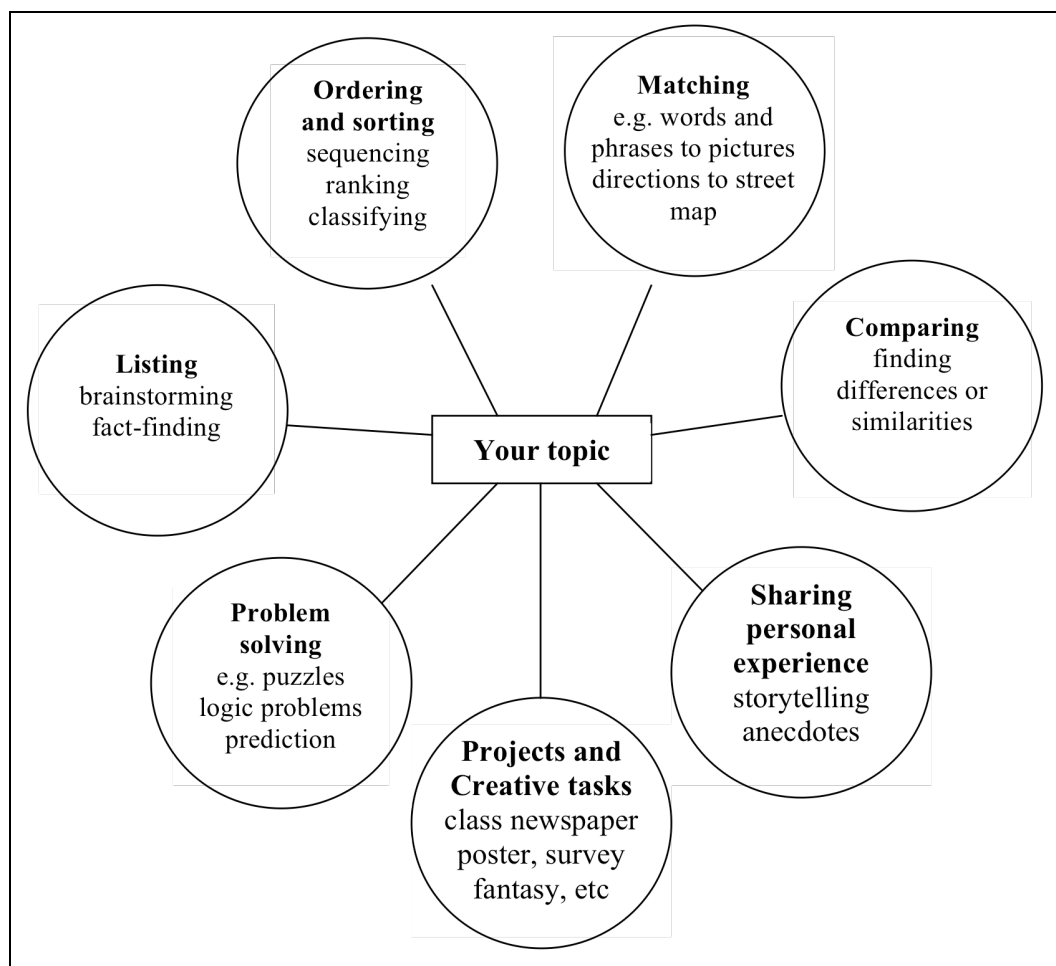 Ordering
and sorting
sequencing
ranking
classifying
Matching
e.g. words and
phrases to pictures
directions to street
map
Listing
brainstorming
fact-finding
Comparing
finding
differences or
similarities
Your topic
Problem
solving
e.g. puzzles
logic problems
prediction
Projects and
Creative tasks
class newspaper
poster, survey
fantasy, etc
Sharing
personal
experience
storytelling
anecdotes